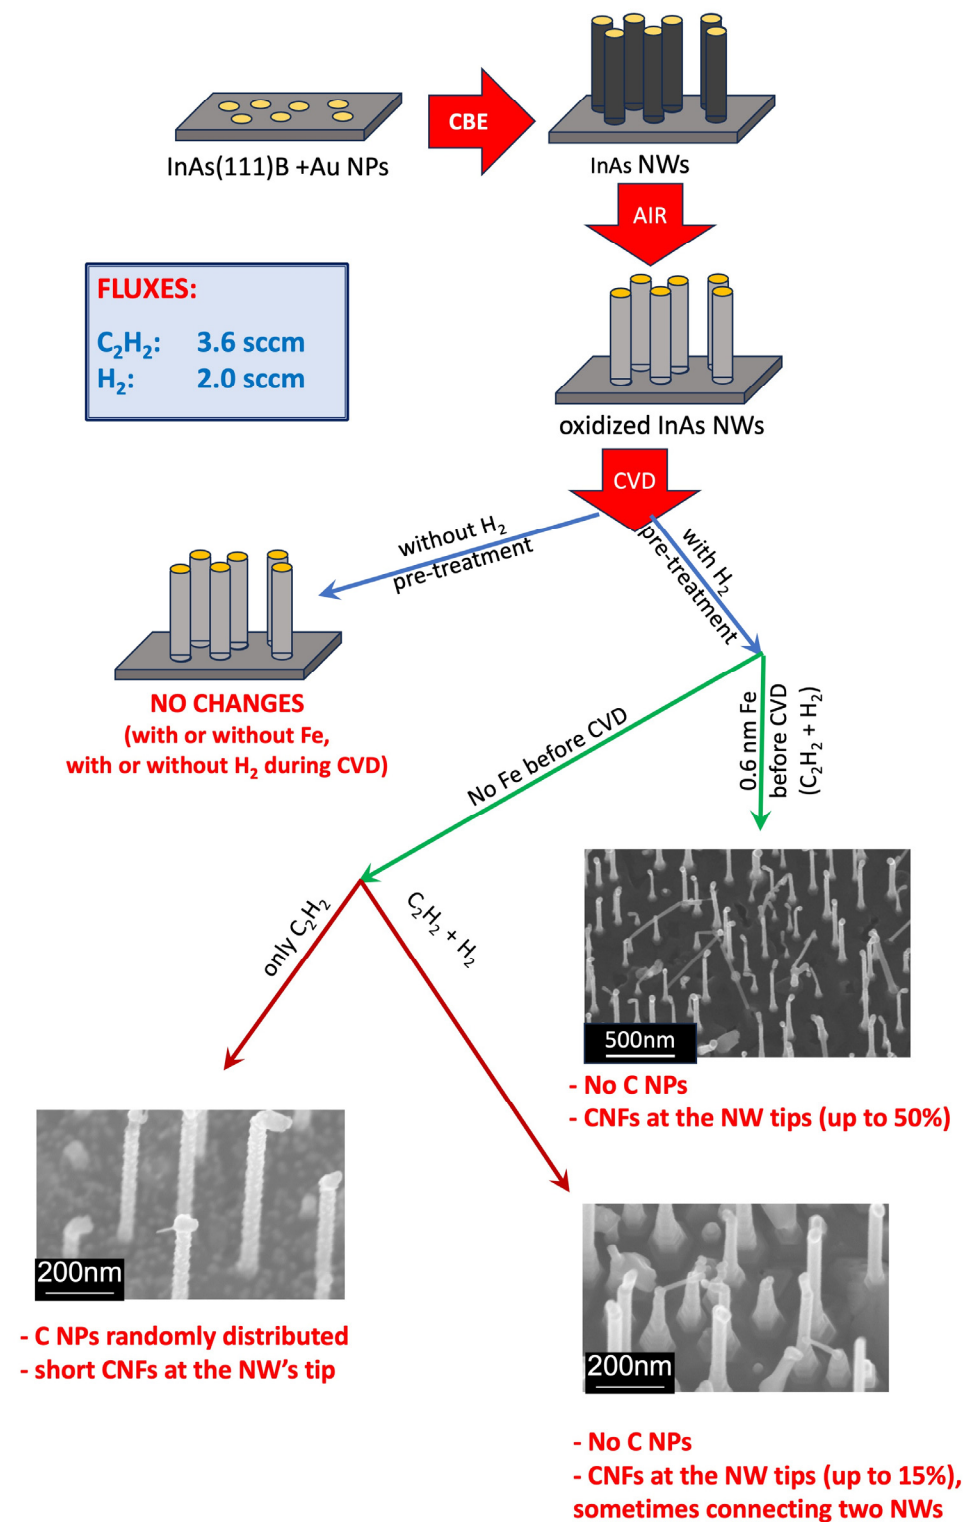 CBE
InAs(111)B +Au NPs
InAs NWs
AIR
FLUXES:
C₂H₂: 3.6 sccm
H₂: 2.0 sccm
oxidized InAs NWs
CVD
without H₂
pre-treatment
with H₂
pre-treatment
NO CHANGES
(with or without Fe,
with or without H₂ during CVD)
No Fe before CVD
0.6 nm Fe
before CVD
(C₂H₂ + H₂)
only C₂H₂
C₂H₂ + H₂
500nm
- No C NPs
- CNFs at the NW tips (up to 50%)
200nm
- C NPs randomly distributed
- short CNFs at the NW's tip
200nm
- No C NPs
- CNFs at the NW tips (up to 15%),
sometimes connecting two NWs